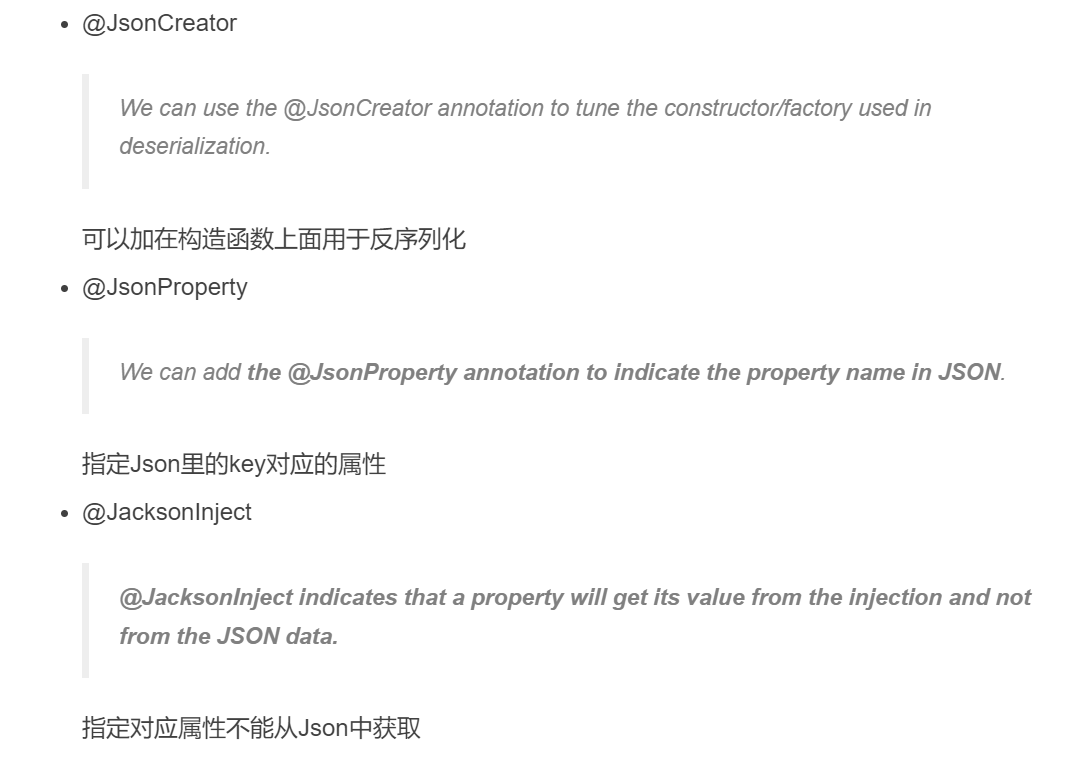 @JsonCreator
We can use the @JsonCreator annotation to tune the constructor/factory used in
deserialization.
可以加在构造函数上面用于反序列化
@JsonProperty
We can add the @JsonProperty annotation to indicate the property name in JSON.
指定Json里的key对应的属性
@JacksonInject
@JacksonInject indicates that a property will get its value from the injection and not
from the JSON data.
指定对应属性不能从Json中获取